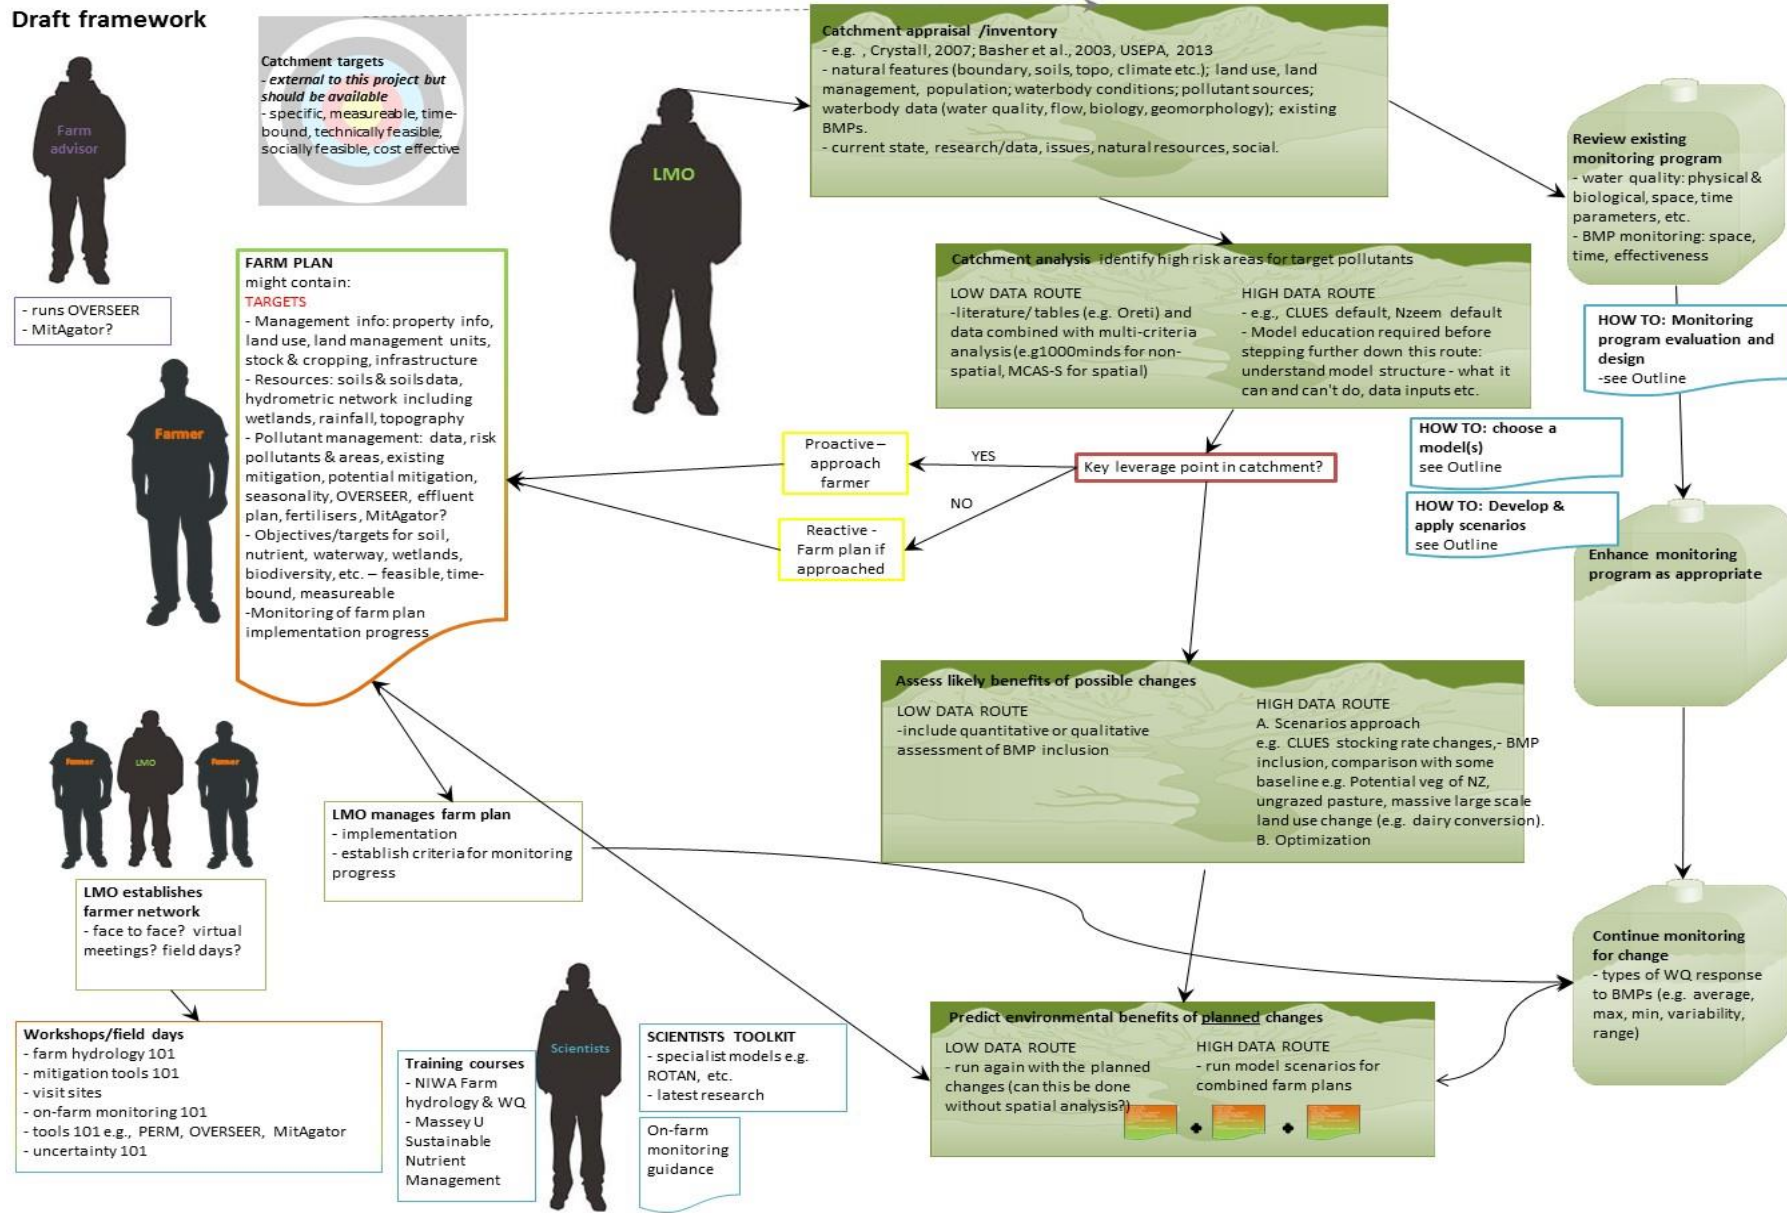 Draft framework
Farm
advisor
- runs OVERSEER
- MitAgator?
Catchment targets
- external to this project but
should be available
- specific, measureable, time-
bound, technically feasible,
socially feasible, cost effective
LMO
Catchment appraisal /inventory
- e.g. , Crystall, 2007; Basher et al., 2003, USEPA, 2013
- natural features (boundary, soils, topo, climate etc.); land use, land
management, population; waterbody conditions; pollutant sources;
waterbody data (water quality, flow, biology, geomorphology); existing
BMPs.
- current state, research/data, issues, natural resources, social.
Review existing
monitoring program
- water quality: physical &
biological, space, time
parameters, etc.
- BMP monitoring: space,
time, effectiveness
HOW TO: Monitoring
program evaluation and
design
-see Outline
Catchment analysis identify high risk areas for target pollutants
LOW DATA ROUTE
-literature/ tables (e.g. Oreti) and
data combined with multi-criteria
analysis (e.g1000minds for non-
spatial, MCAS-S for spatial)
HIGH DATA ROUTE
- e.g., CLUES default, Nzeem default
- Model education required before
stepping further down this route:
understand model structure - what it
can and can't do, data inputs etc.
FARM PLAN
might contain:
TARGETS
- Management info: property info,
land use, land management units,
stock & cropping, infrastructure
- Resources: soils & soils data,
hydrometric network including
wetlands, rainfall, topography
- Pollutant management: data, risk
pollutants & areas, existing
mitigation, potential mitigation,
seasonality, OVERSEER, effluent
plan, fertilisers, MitAgator?
- Objectives/targets for soil,
nutrient, waterway, wetlands,
biodiversity, etc. – feasible, time-
bound, measureable
-Monitoring of farm plan
implementation progress
Farmer
Proactive –
approach
farmer
YES
Key leverage point in catchment?
NO
Reactive -
Farm plan if
approached
HOW TO: choose a
model(s)
see Outline
HOW TO: Develop &
apply scenarios
see Outline
Enhance monitoring
program as appropriate
Assess likely benefits of possible changes
LOW DATA ROUTE
-include quantitative or qualitative
assessment of BMP inclusion
HIGH DATA ROUTE
A. Scenarios approach
e.g. CLUES stocking rate changes,- BMP
inclusion, comparison with some
baseline e.g. Potential veg of NZ,
ungrazed pasture, massive large scale
land use change (e.g. dairy conversion).
B. Optimization
Farmer
LMO
Farmer
LMO manages farm plan
- implementation
- establish criteria for monitoring
progress
LMO establishes
farmer network
- face to face? virtual
meetings? field days?
Continue monitoring
for change
- types of WQ response
to BMPs (e.g. average,
max, min, variability,
range)
Workshops/field days
- farm hydrology 101
- mitigation tools 101
- visit sites
- on-farm monitoring 101
- tools 101 e.g., PERM, OVERSEER, MitAgator
- uncertainty 101
Training courses
- NIWA Farm
hydrology & WQ
- Massey U
Sustainable
Nutrient
Management
Scientists
SCIENTISTS TOOLKIT
- specialist models e.g.
ROTAN, etc.
- latest research
On-farm
monitoring
guidance
Predict environmental benefits of planned changes
LOW DATA ROUTE
- run again with the planned
changes (can this be done
without spatial analysis?)
HIGH DATA ROUTE
- run model scenarios for
combined farm plans